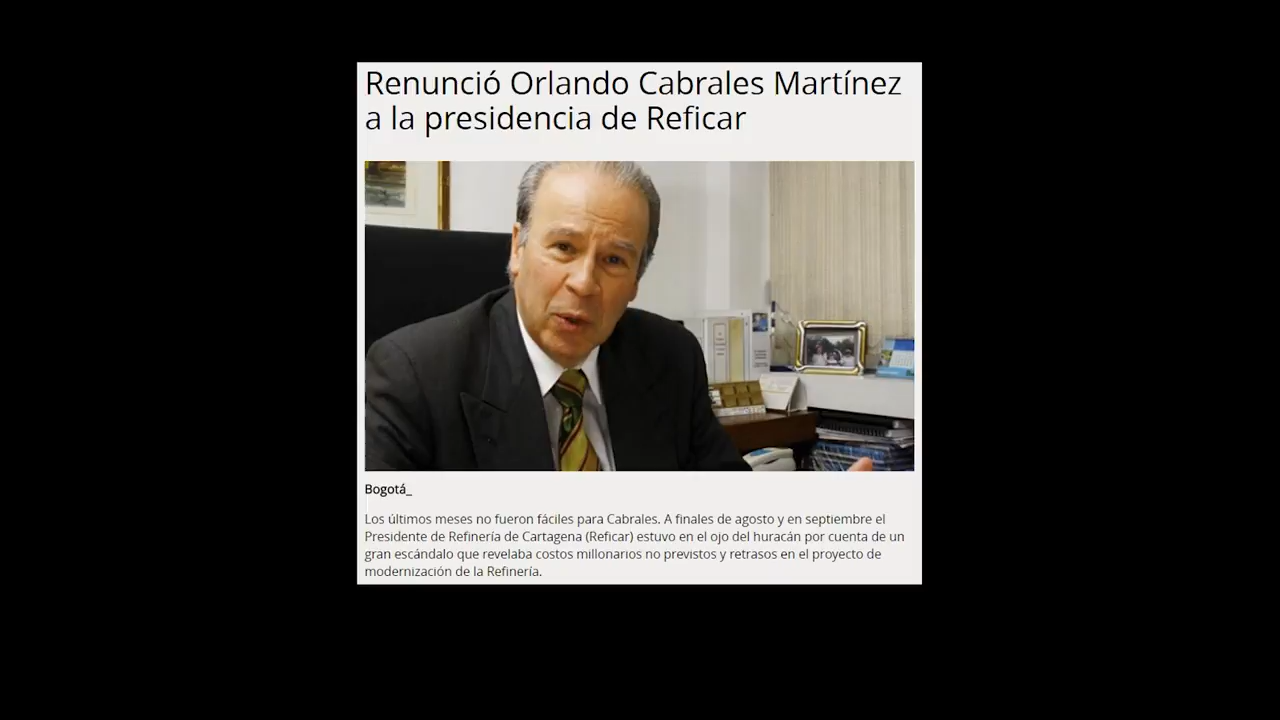 Renunció Orlando Cabrales Martínez
a la presidencia de Reficar
Bogotá_
Los últimos meses no fueron fáciles para Cabrales. A finales de agosto y en septiembre el
Presidente de Refinería de Cartagena (Reficar) estuvo en el ojo del huracán por cuenta de un
gran escándalo que revelaba costos millonarios no previstos y retrasos en el proyecto de
modernización de la Refinería.